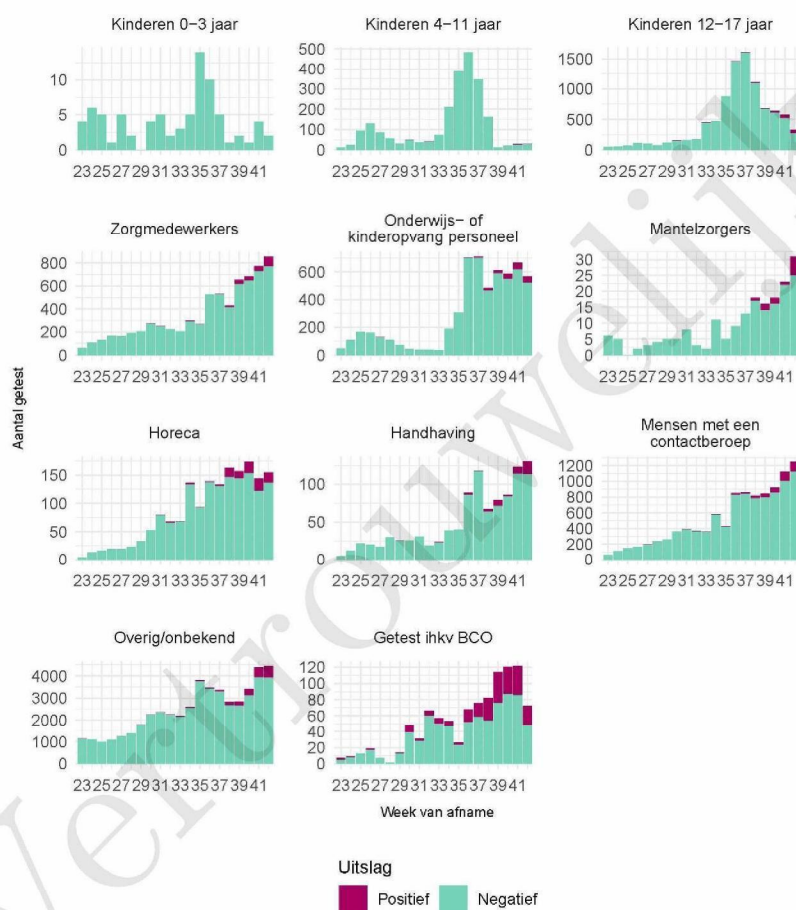 Kinderen 0−3 jaar
Kinderen 4−11 jaar
Kinderen 12−17 jaar
10
5
0
500
400
300
200
100
0
1500
1000
500
0
23 25 27 29 31 33 35 37 39 41
23 25 27 29 31 33 35 37 39 41
23 25 27 29 31 33 35 37 39 41
Zorgmedewerkers
Onderwijs− of
kinderopvang personeel
Mantelzorgers
800
600
400
200
0
600
400
200
0
30
25
20
15
10
5
0
23 25 27 29 31 33 35 37 39 41
23 25 27 29 31 33 35 37 39 41
23 25 27 29 31 33 35 37 39 41
Aantal getest
Horeca
Handhaving
Mensen met een
contactberoep
150
100
50
0
100
50
0
1200
1000
800
600
400
200
0
23 25 27 29 31 33 35 37 39 41
23 25 27 29 31 33 35 37 39 41
23 25 27 29 31 33 35 37 39 41
Overig/onbekend
Getest ihkv BCO
4000
3000
2000
1000
0
120
100
80
60
40
20
0
23 25 27 29 31 33 35 37 39 41
23 25 27 29 31 33 35 37 39 41
Week van afname
Uitslag
Positief
Negatief
Vertrouwelijk